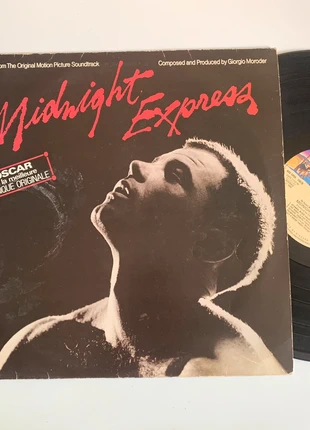 From The Original Motion Picture Soundtrack
Composed and Produced by Giorgio Moroder
Midnight
Express
OSCAR
la meilleure
QUE ORIGINALE